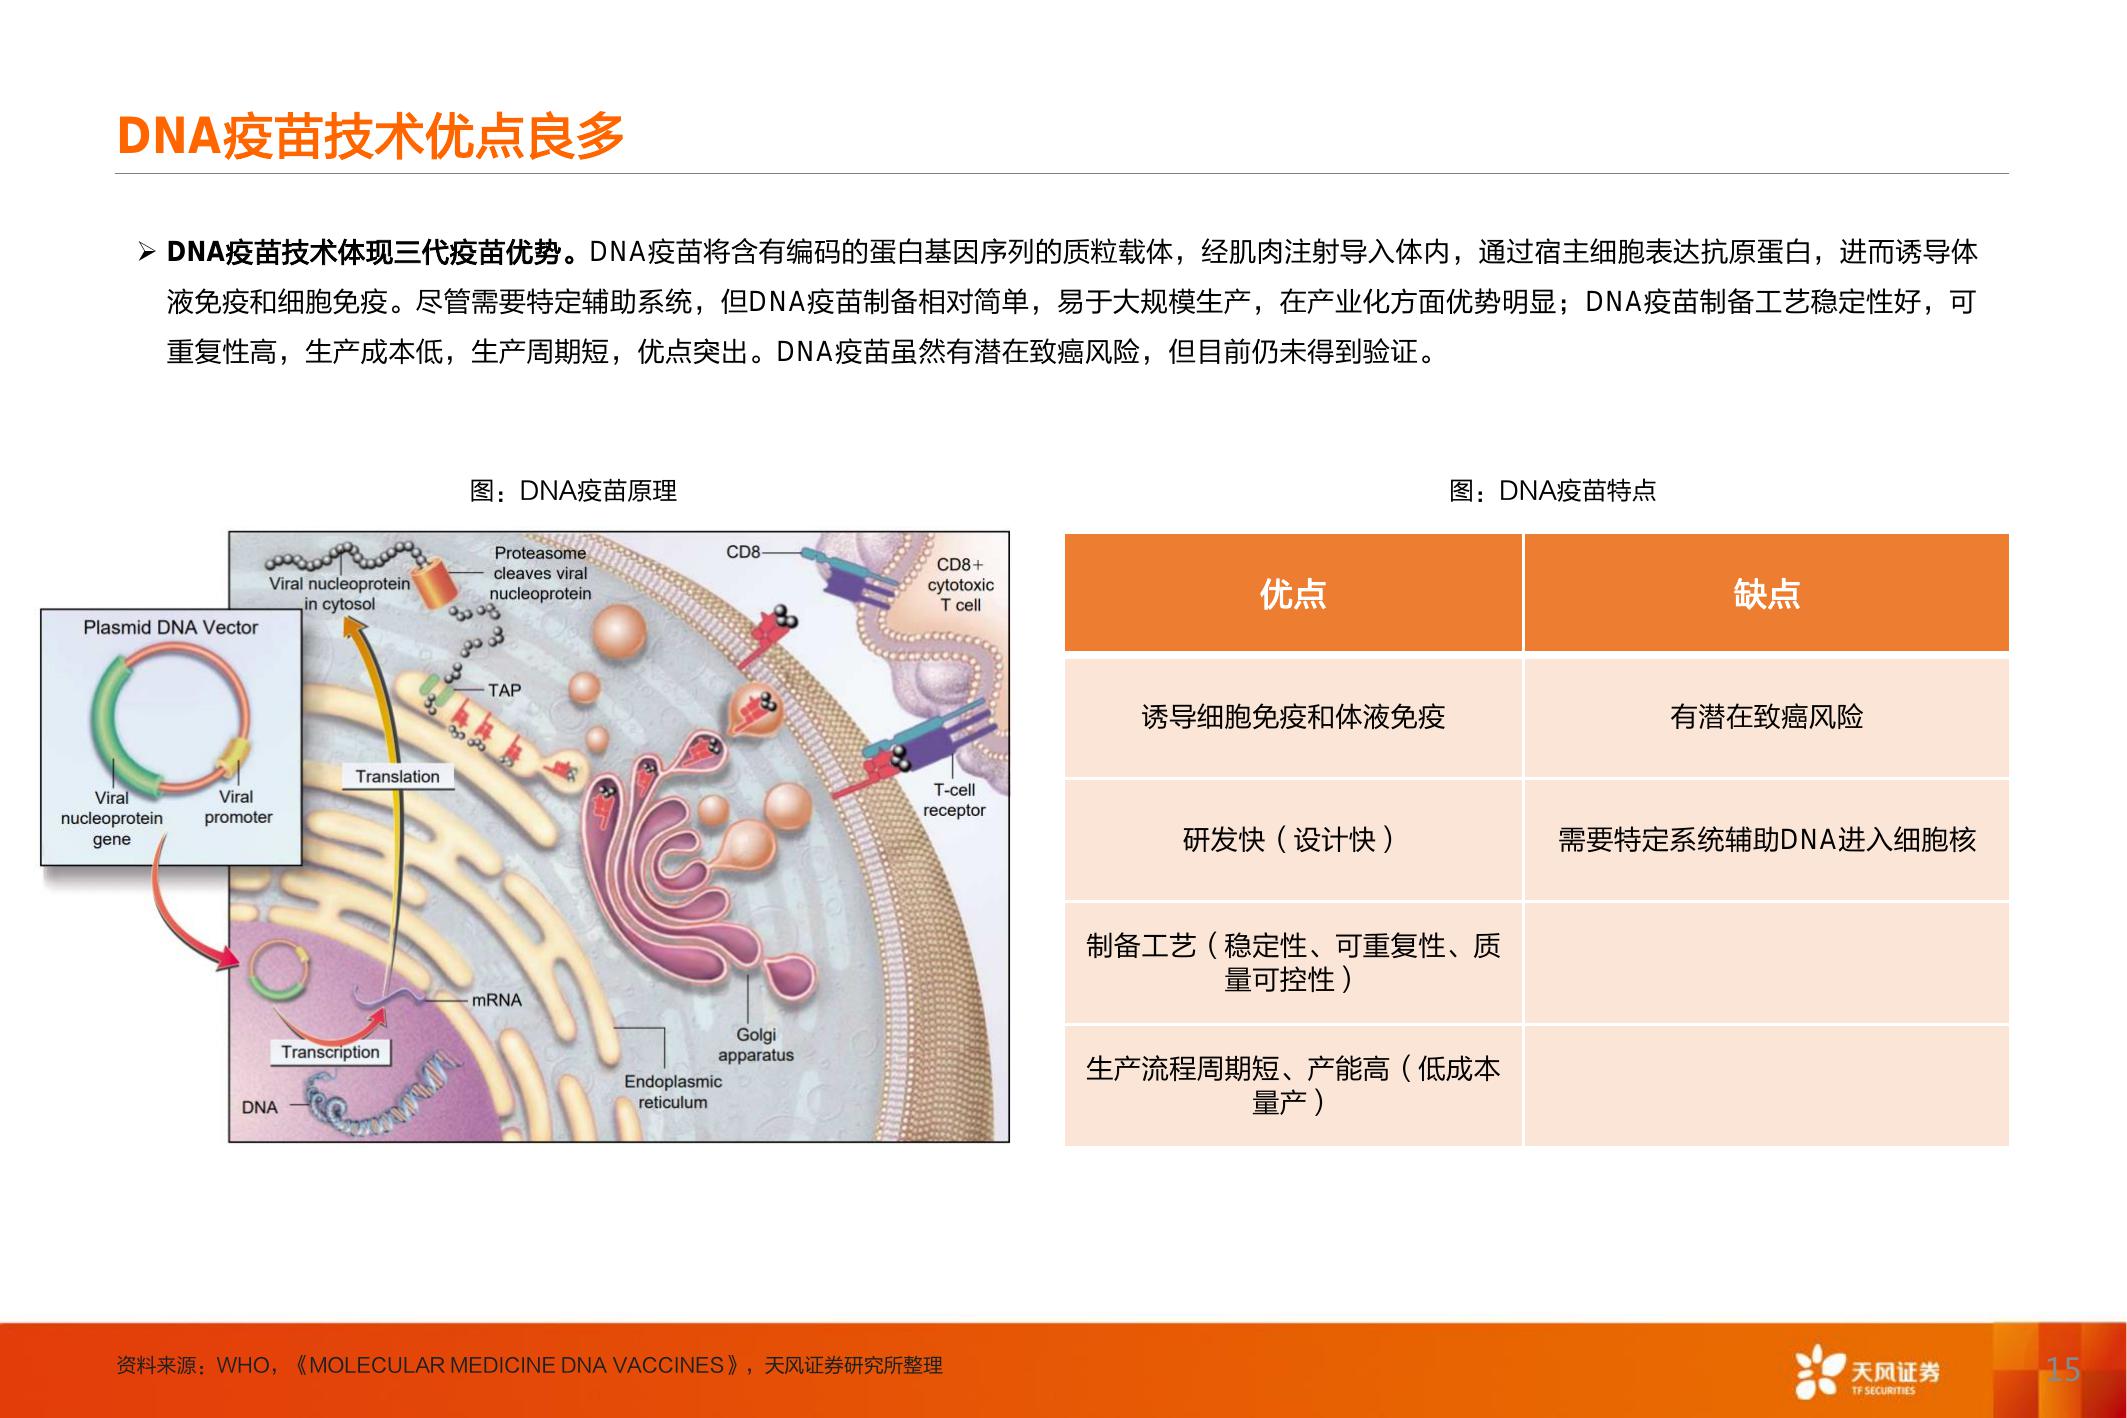 DNA疫苗技术优点良多
➢ DNA疫苗技术体现三代疫苗优势。DNA疫苗将含有编码的蛋白基因序列的质粒载体，经肌肉注射导入体内，通过宿主细胞表达抗原蛋白，进而诱导体
液免疫和细胞免疫。尽管需要特定辅助系统，但DNA疫苗制备相对简单，易于大规模生产，在产业化方面优势明显；DNA疫苗制备工艺稳定性好，可
重复性高，生产成本低，生产周期短，优点突出。DNA疫苗虽然有潜在致癌风险，但目前仍未得到验证。
图：DNA疫苗原理
Viral nucleoprotein
in cytosol
Proteasome
cleaves viral
nucleoprotein
CD8
CD8+
cytotoxic
T cell
Plasmid DNA Vector
Viral
nucleoprotein
gene
Viral
promoter
TAP
Translation
T-cell
receptor
mRNA
Transcription
DNA
Golgi
apparatus
Endoplasmic
reticulum
图：DNA疫苗特点
优点
缺点
诱导细胞免疫和体液免疫
有潜在致癌风险
研发快（设计快）
需要特定系统辅助DNA进入细胞核
制备工艺（稳定性、可重复性、质
量可控性）
生产流程周期短、产能高（低成本
量产）
资料来源：WHO，《MOLECULAR MEDICINE DNA VACCINES》，天风证券研究所整理
天风证券
TF SECURITIES
15